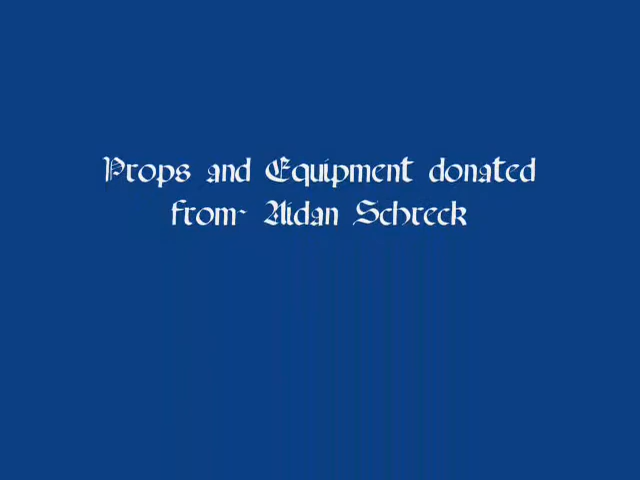 Props and Equipment donated
from~ Aidan Schreck